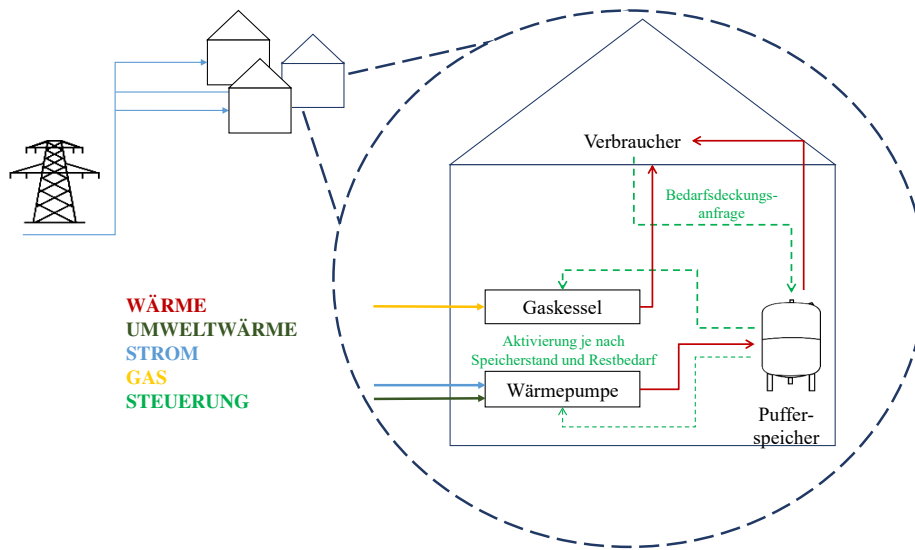 Verbraucher
Bedarfsdeckungs-
anfrage
WÄRME
UMWELTWÄRME
STROM
GAS
STEUERUNG
Gaskessel
Aktivierung je nach
Speicherstand und Restbedarf
Wärmepumpe
Puffer-
speicher